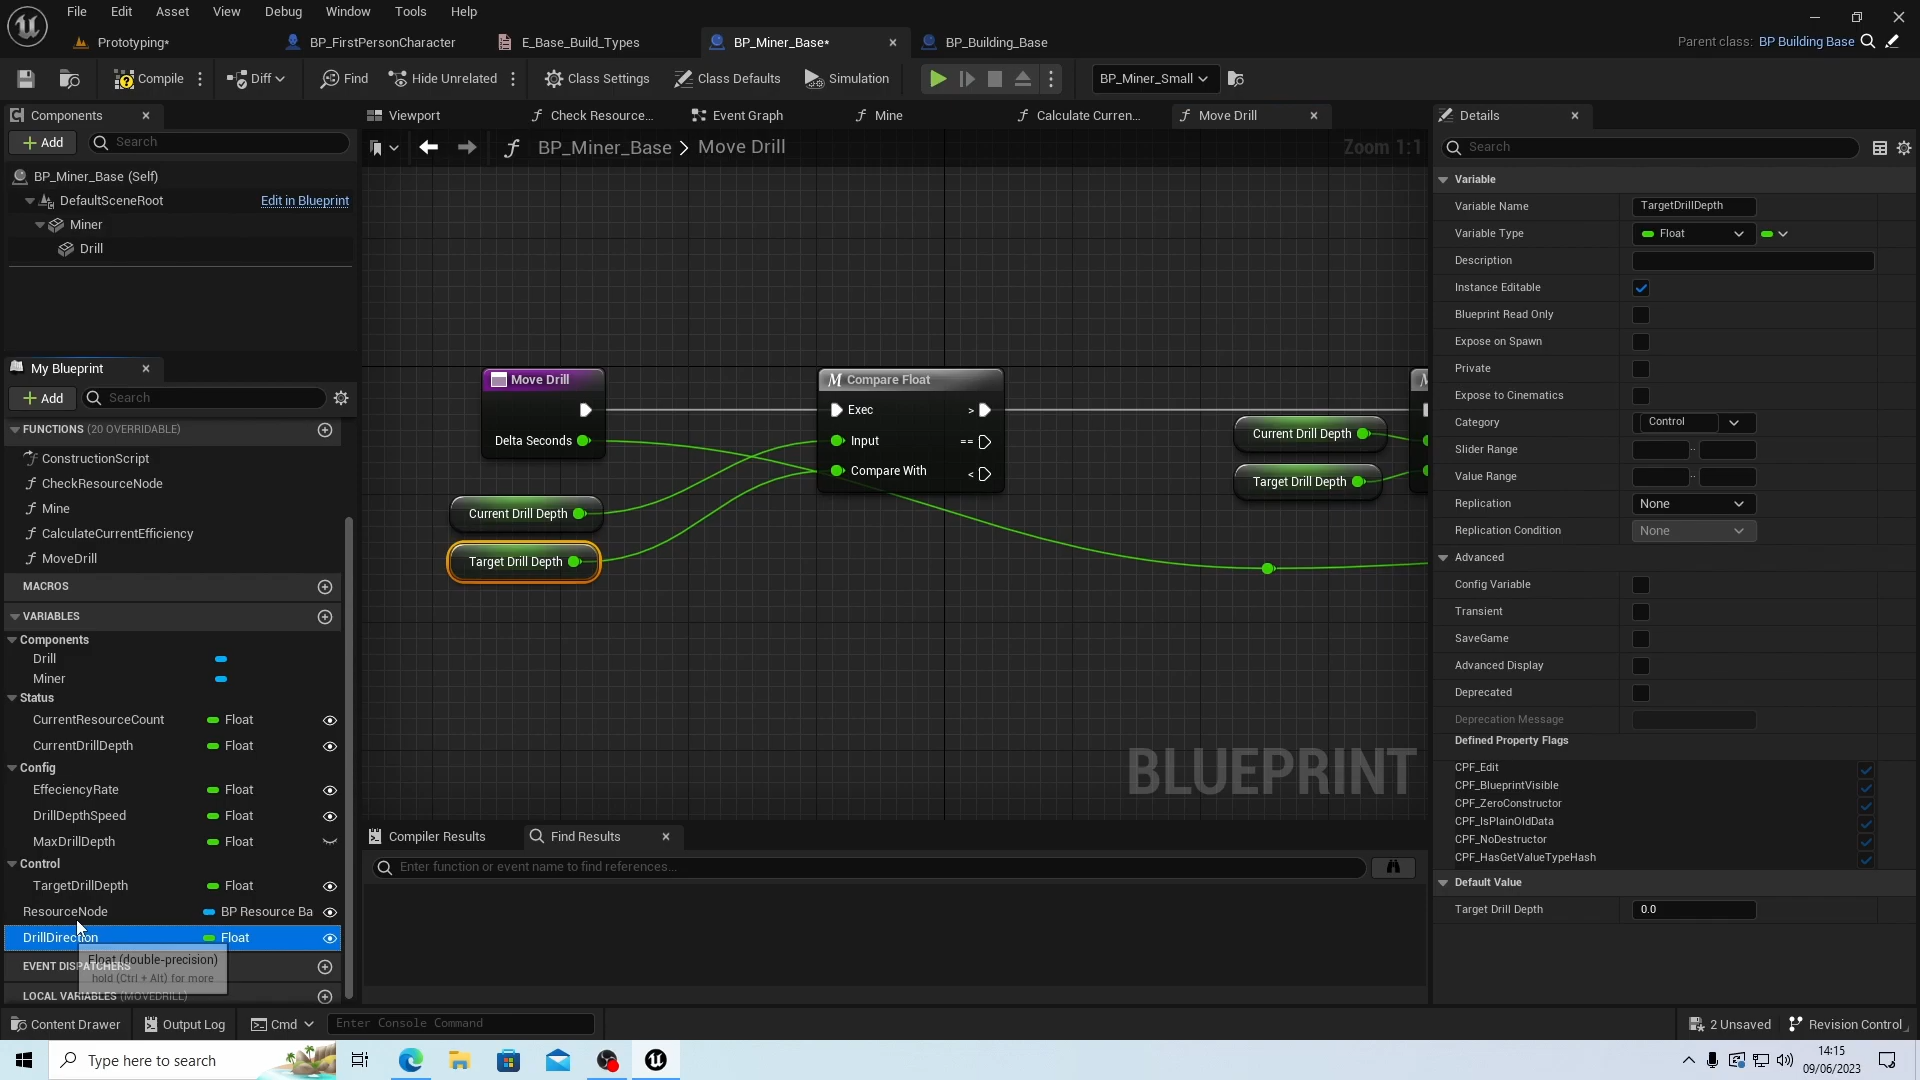 File Edit Asset View Debug Window Tools Help
Prototyping* BP_FirstPersonCharacter E_Base_Build_Types BP_Miner_Base* BP_Building_Base Parent class: BP Building Base
Compile Diff Find Hide Unrelated Class Settings Class Defaults Simulation BP_Miner_Small
Components
Add Search
BP_Miner_Base (Self)
DefaultSceneRoot Edit in Blueprint
Miner
Drill
My Blueprint
Add Search
FUNCTIONS (20 OVERRIDABLE)
ConstructionScript
CheckResourceNode
Mine
CalculateCurrentEfficiency
MoveDrill
MACROS
VARIABLES
Components
Drill
Miner
Status
CurrentResourceCount Float
CurrentDrillDepth Float
Config
EffeciencyRate Float
DrillDepthSpeed Float
MaxDrillDepth Float
Control
TargetDrillDepth Float
ResourceNode BP Resource Ba
DrillDirection Float
Float (double-precision)
hold (Ctrl + Alt) for more
EVENT DISPATCHERS
LOCAL VARIABLES (MOVEDRILL)
Viewport Check Resource... Event Graph Mine Calculate Curren... Move Drill
BP_Miner_Base > Move Drill Zoom 1:1
Move Drill
Delta Seconds
Compare Float
Exec >
Input ==
Compare With <
Current Drill Depth
Target Drill Depth
Current Drill Depth
Target Drill Depth
BLUEPRINT
Compiler Results Find Results
Enter function or event name to find references...
Details
Search
Variable
Variable Name TargetDrillDepth
Variable Type Float
Description
Instance Editable
Blueprint Read Only
Expose on Spawn
Private
Expose to Cinematics
Category Control
Slider Range
Value Range
Replication None
Replication Condition None
Advanced
Config Variable
Transient
SaveGame
Advanced Display
Deprecated
Deprecation Message
Defined Property Flags
CPF_Edit
CPF_BlueprintVisible
CPF_ZeroConstructor
CPF_IsPlainOldData
CPF_NoDestructor
CPF_HasGetValueTypeHash
Default Value
Target Drill Depth 0.0
Content Drawer Output Log Cmd Enter Console Command 2 Unsaved Revision Control
Type here to search
14:15
09/06/2023